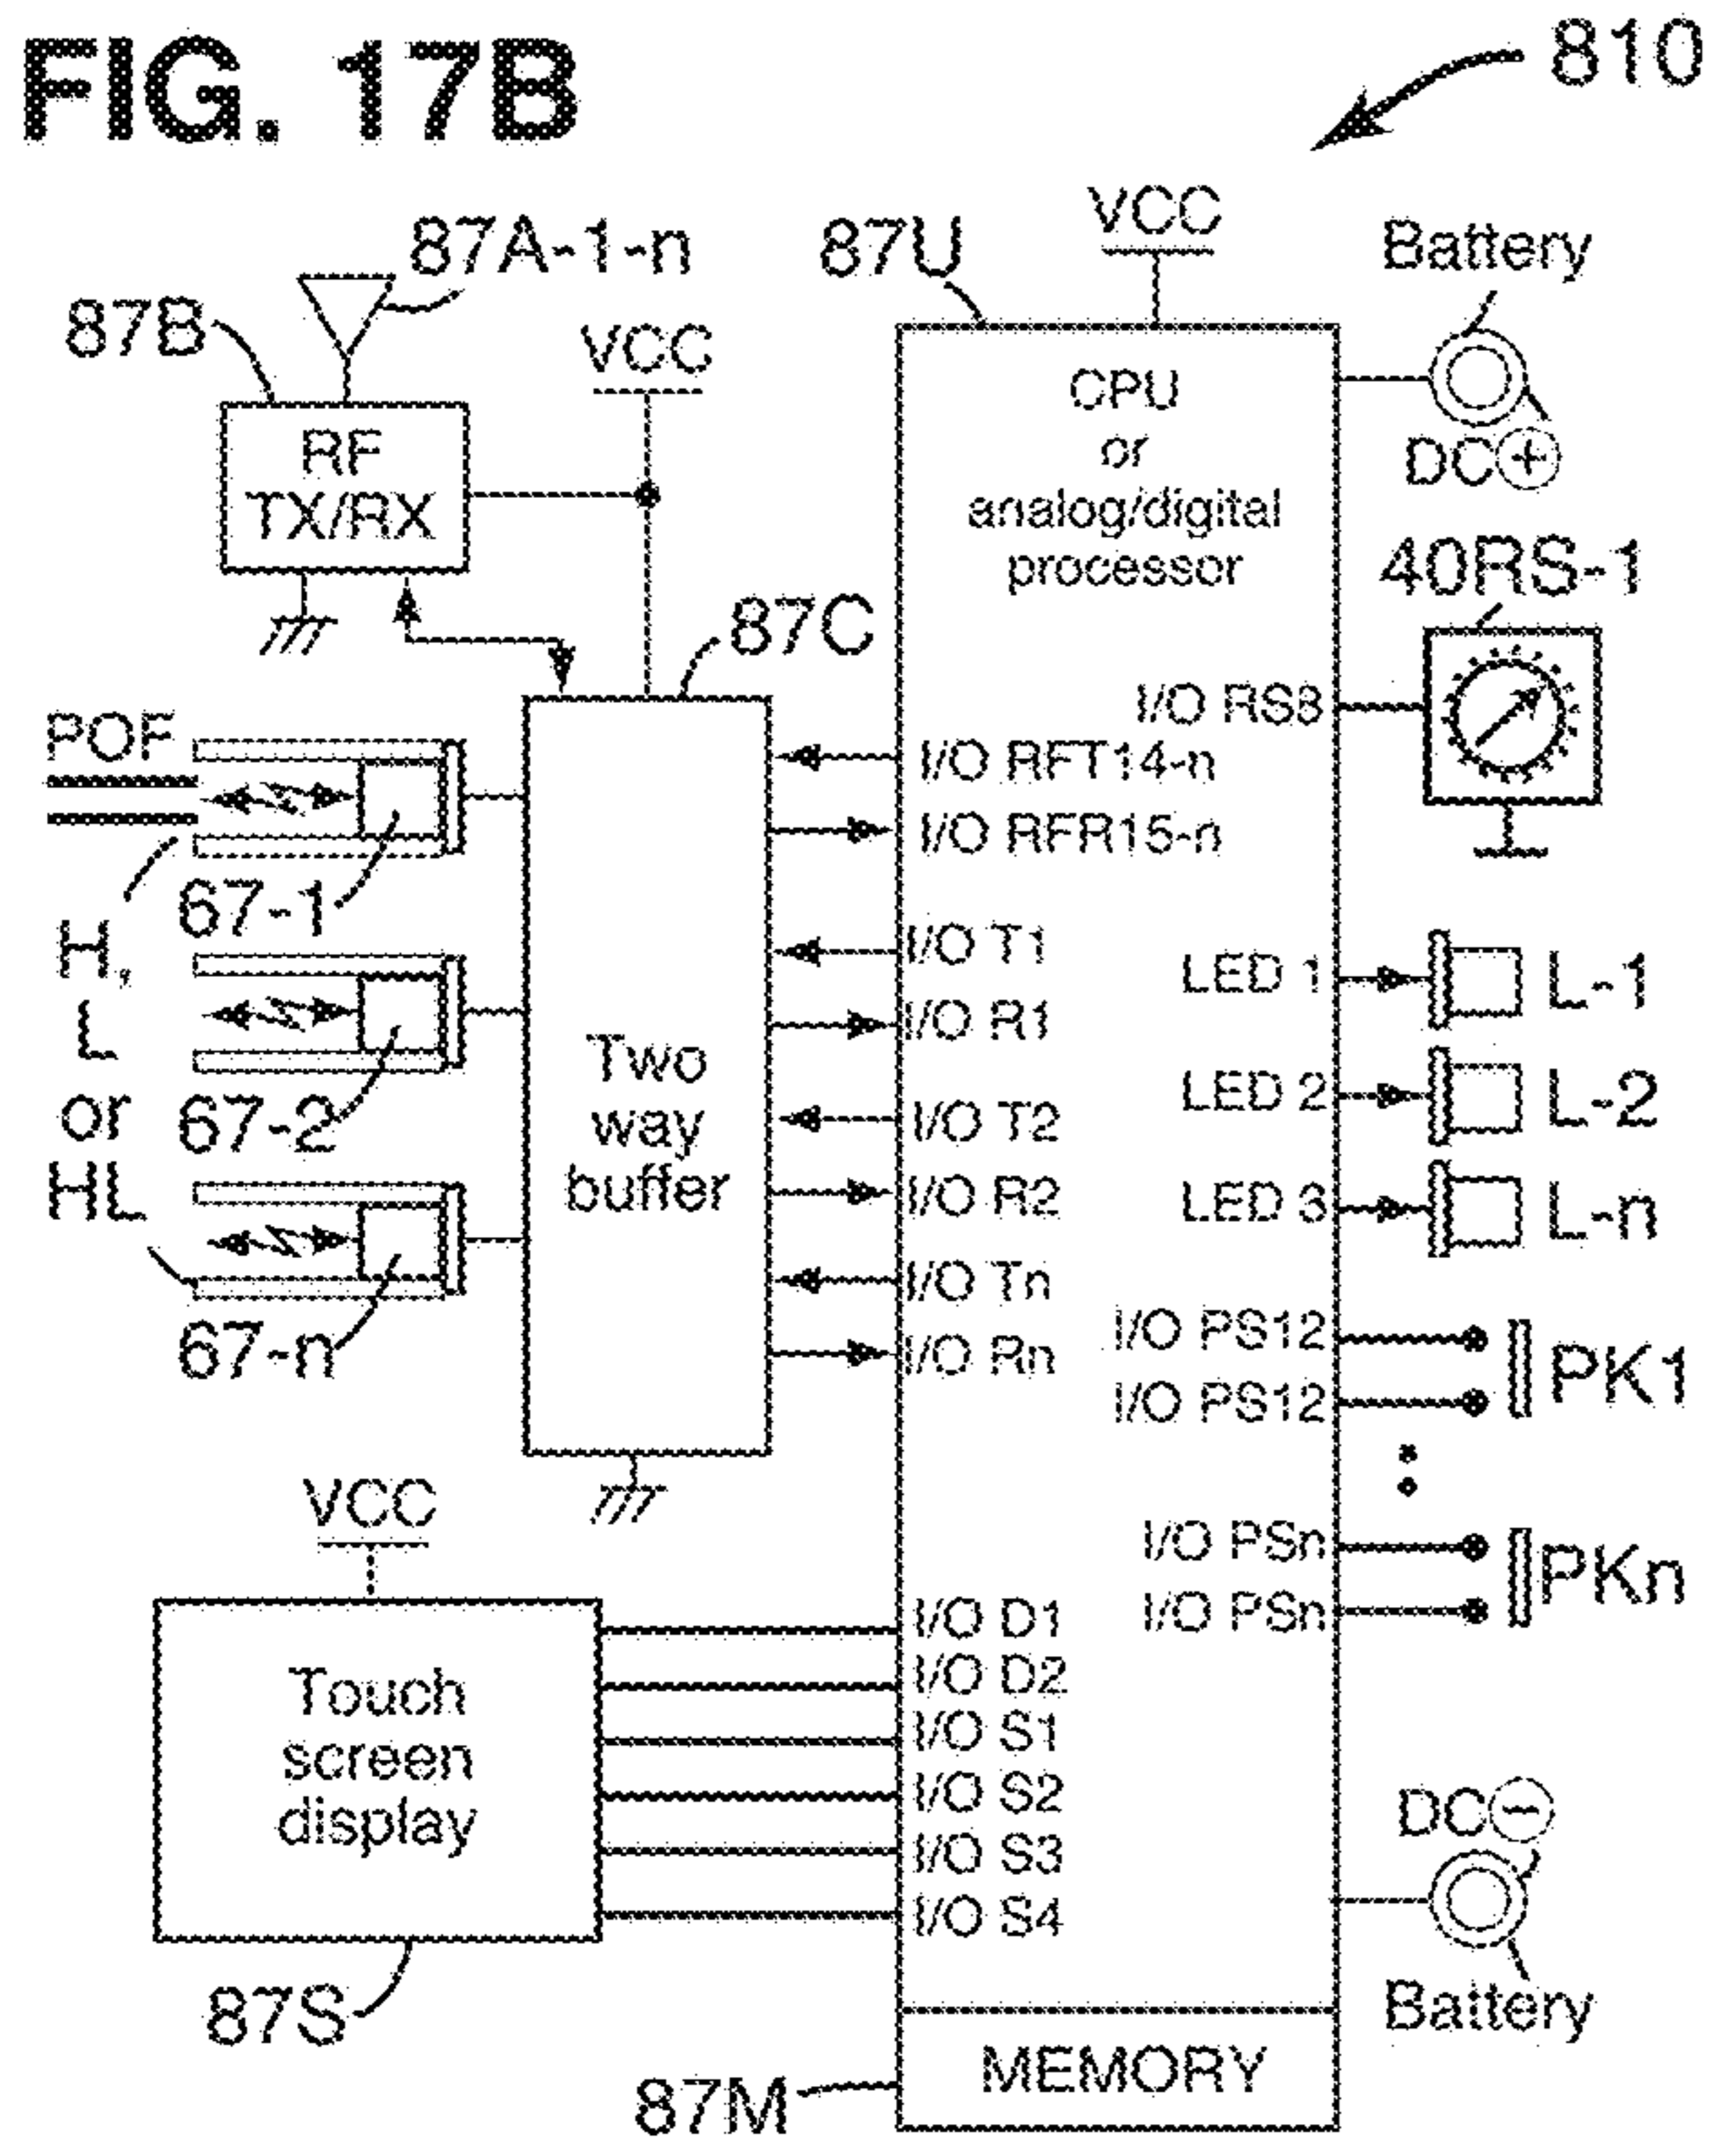 FIG. 17B
810
87A-1-n
87B
VCC
87U
VCC
Battery
DC+
RF
TX/RX
CPU
or
analog/digital
processor
40RS-1
87C
I/O RS8
POF
67-1
H,
L
or
HL
67-2
67-n
Two
way
buffer
I/O RFT14-n
I/O RFR15-n
I/O T1
I/O R1
I/O T2
I/O R2
I/O Tn
I/O Rn
LED 1
L-1
LED 2
L-2
LED 3
L-n
I/O PS12
I/O PS12
PK1
I/O PSn
I/O PSn
PKn
VCC
Touch
screen
display
87S
I/O D1
I/O D2
I/O S1
I/O S2
I/O S3
I/O S4
DC−
Battery
MEMORY
87M